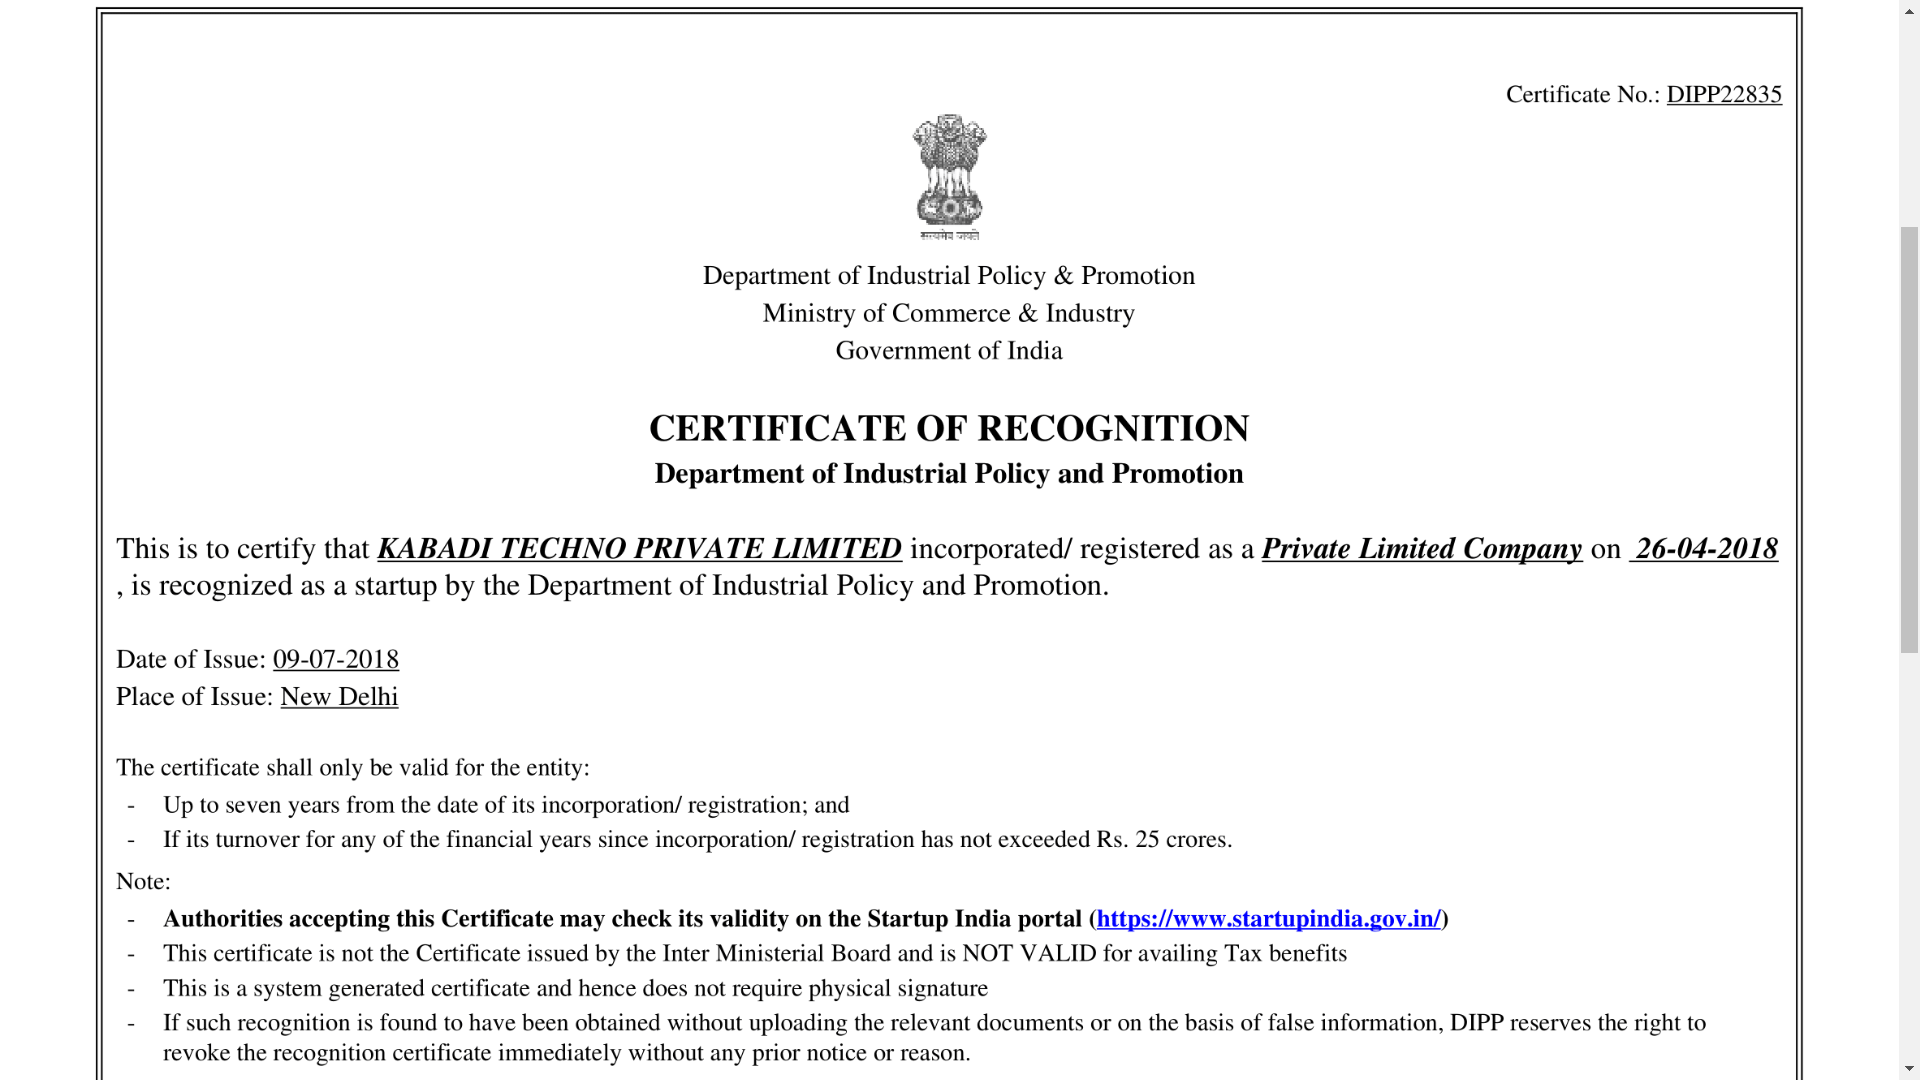 Certificate No.: DIPP22835
सत्यमेव जयते
Department of Industrial Policy & Promotion
Ministry of Commerce & Industry
Government of India
CERTIFICATE OF RECOGNITION
Department of Industrial Policy and Promotion
This is to certify that KABADI TECHNO PRIVATE LIMITED incorporated/ registered as a Private Limited Company on 26-04-2018
, is recognized as a startup by the Department of Industrial Policy and Promotion.
Date of Issue: 09-07-2018
Place of Issue: New Delhi
The certificate shall only be valid for the entity:
- Up to seven years from the date of its incorporation/ registration; and
- If its turnover for any of the financial years since incorporation/ registration has not exceeded Rs. 25 crores.
Note:
- Authorities accepting this Certificate may check its validity on the Startup India portal (https://www.startupindia.gov.in/)
- This certificate is not the Certificate issued by the Inter Ministerial Board and is NOT VALID for availing Tax benefits
- This is a system generated certificate and hence does not require physical signature
- If such recognition is found to have been obtained without uploading the relevant documents or on the basis of false information, DIPP reserves the right to
revoke the recognition certificate immediately without any prior notice or reason.